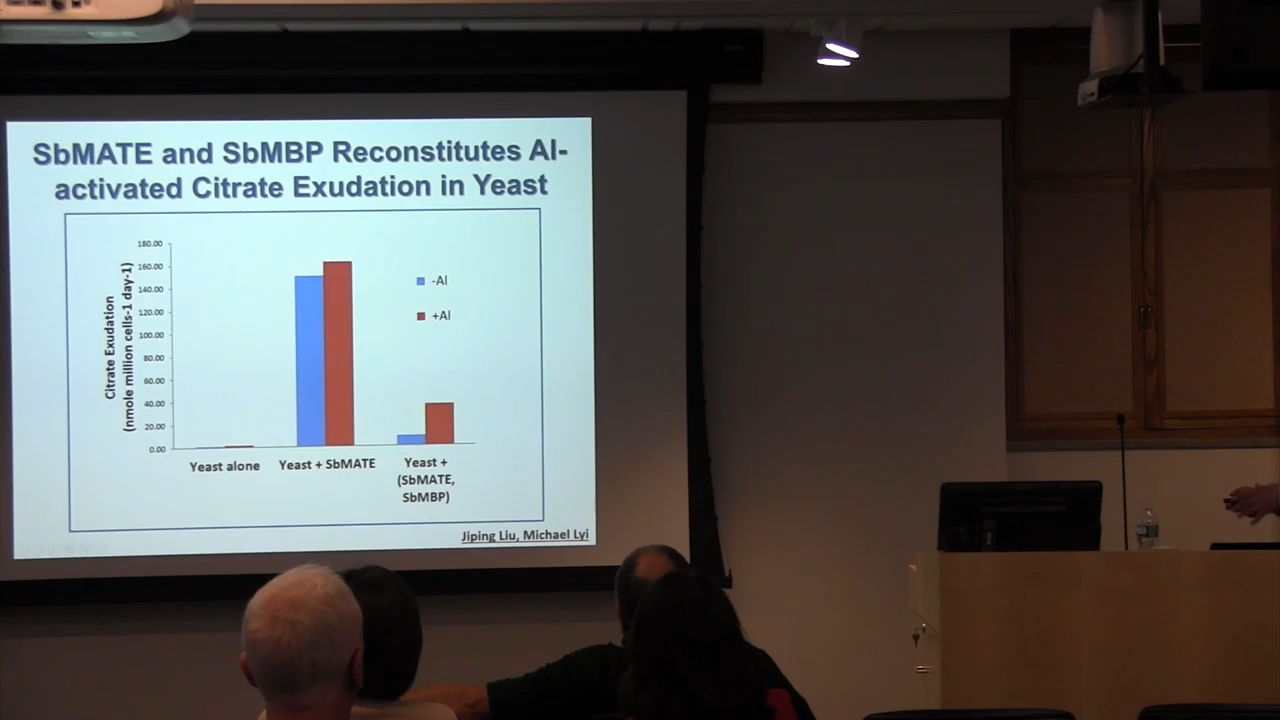 SbMATE and SbMBP Reconstitutes Al-
activated Citrate Exudation in Yeast
Citrate Exudation
(nmole million cells-1 day-1)
180.00
160.00
140.00
120.00
100.00
80.00
60.00
40.00
20.00
0.00
-Al
+Al
Yeast alone
Yeast + SbMATE
Yeast +
(SbMATE,
SbMBP)
Jiping Liu, Michael Lyi